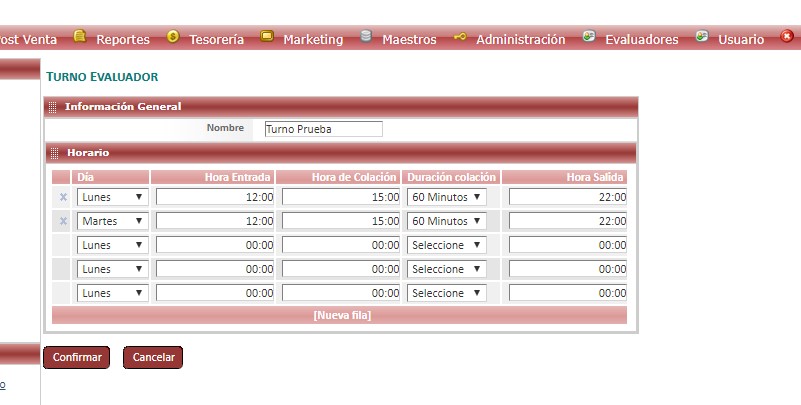 ost Venta Reportes Tesorería Marketing Maestros Administración Evaluadores Usuario
TURNO EVALUADOR
Información General
Nombre Turno Prueba
Horario
Día Hora Entrada Hora de Colación Duración colación Hora Salida
x Lunes 12:00 15:00 60 Minutos 22:00
x Martes 12:00 15:00 60 Minutos 22:00
Lunes 00:00 00:00 Seleccione 00:00
Lunes 00:00 00:00 Seleccione 00:00
Lunes 00:00 00:00 Seleccione 00:00
[Nueva fila]
Confirmar Cancelar
o